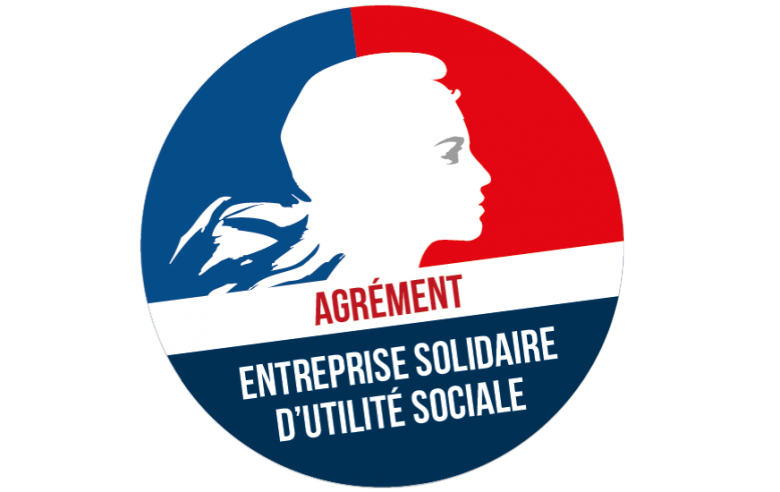 AGRÉMENT
ENTREPRISE SOLIDAIRE
D'UTILITÉ SOCIALE